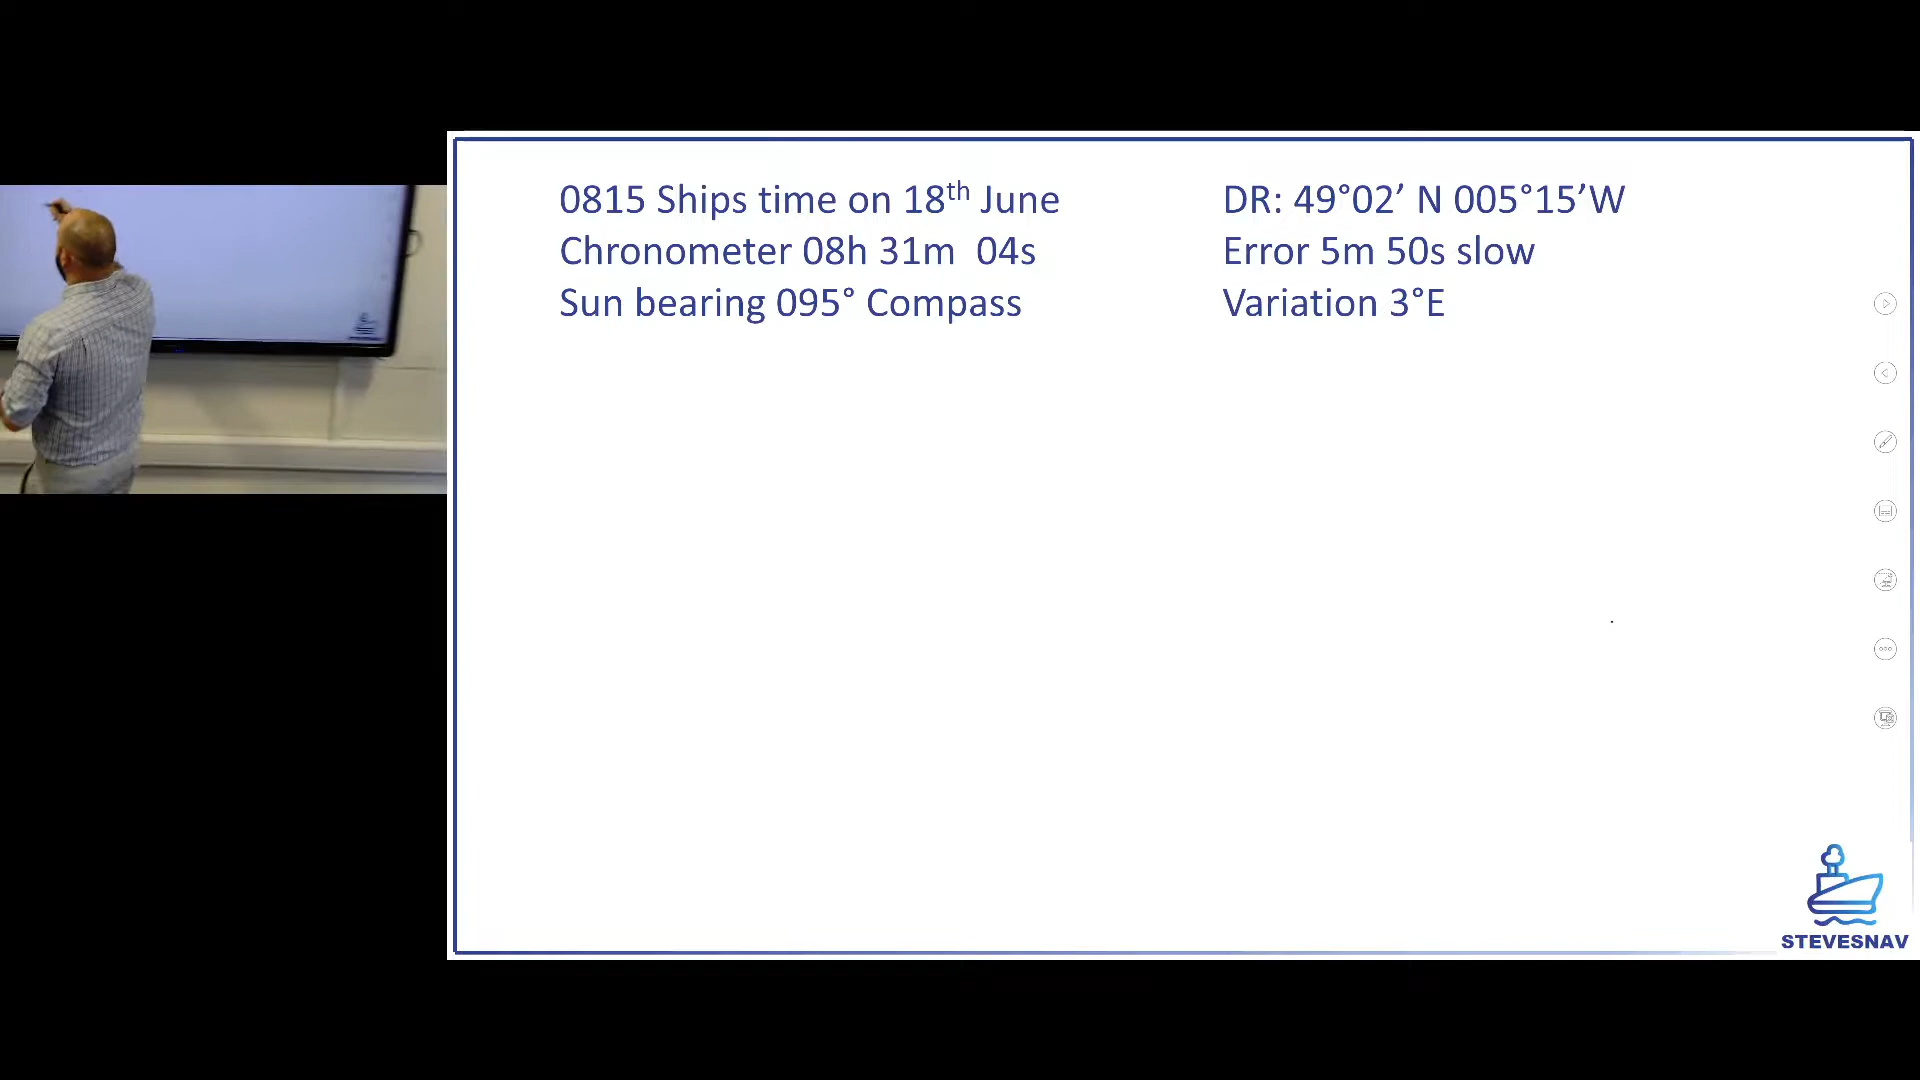 0815 Ships time on 18th June
Chronometer 08h 31m  04s
Sun bearing 095° Compass
DR: 49°02’ N 005°15’W
Error 5m 50s slow
Variation 3°E
STEVESNAV